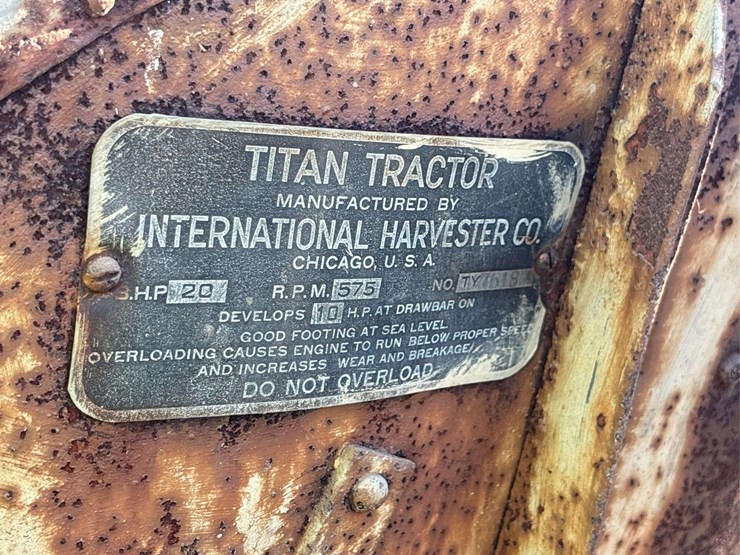 TITAN TRACTOR
MANUFACTURED BY
INTERNATIONAL HARVESTER CO.
CHICAGO, U. S. A.
B.H.P. 20 R.P.M. 575 NO. TY
DEVELOPS 10 H.P. AT DRAWBAR ON
GOOD FOOTING AT SEA LEVEL
OVERLOADING CAUSES ENGINE TO RUN BELOW PROPER SPEED
AND INCREASES WEAR AND BREAKAGE
DO NOT OVERLOAD